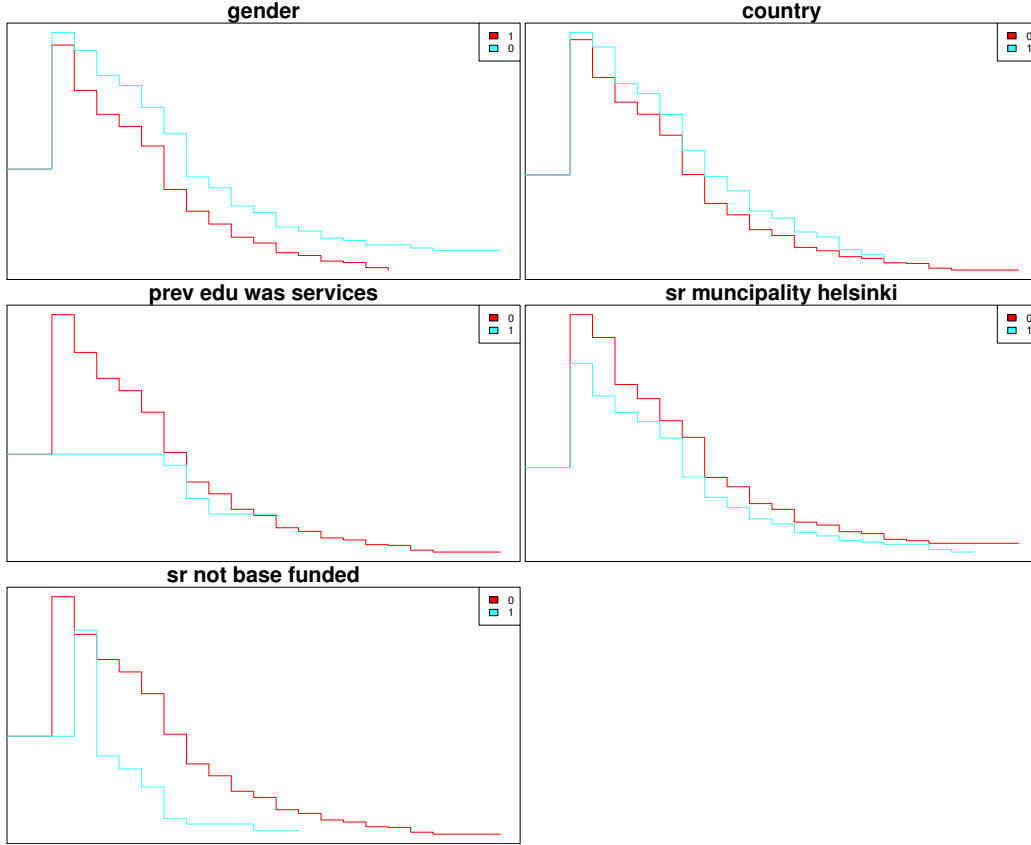 gender
1
0
country
0
1
prev edu was services
0
1
sr muncipality helsinki
0
1
sr not base funded
0
1